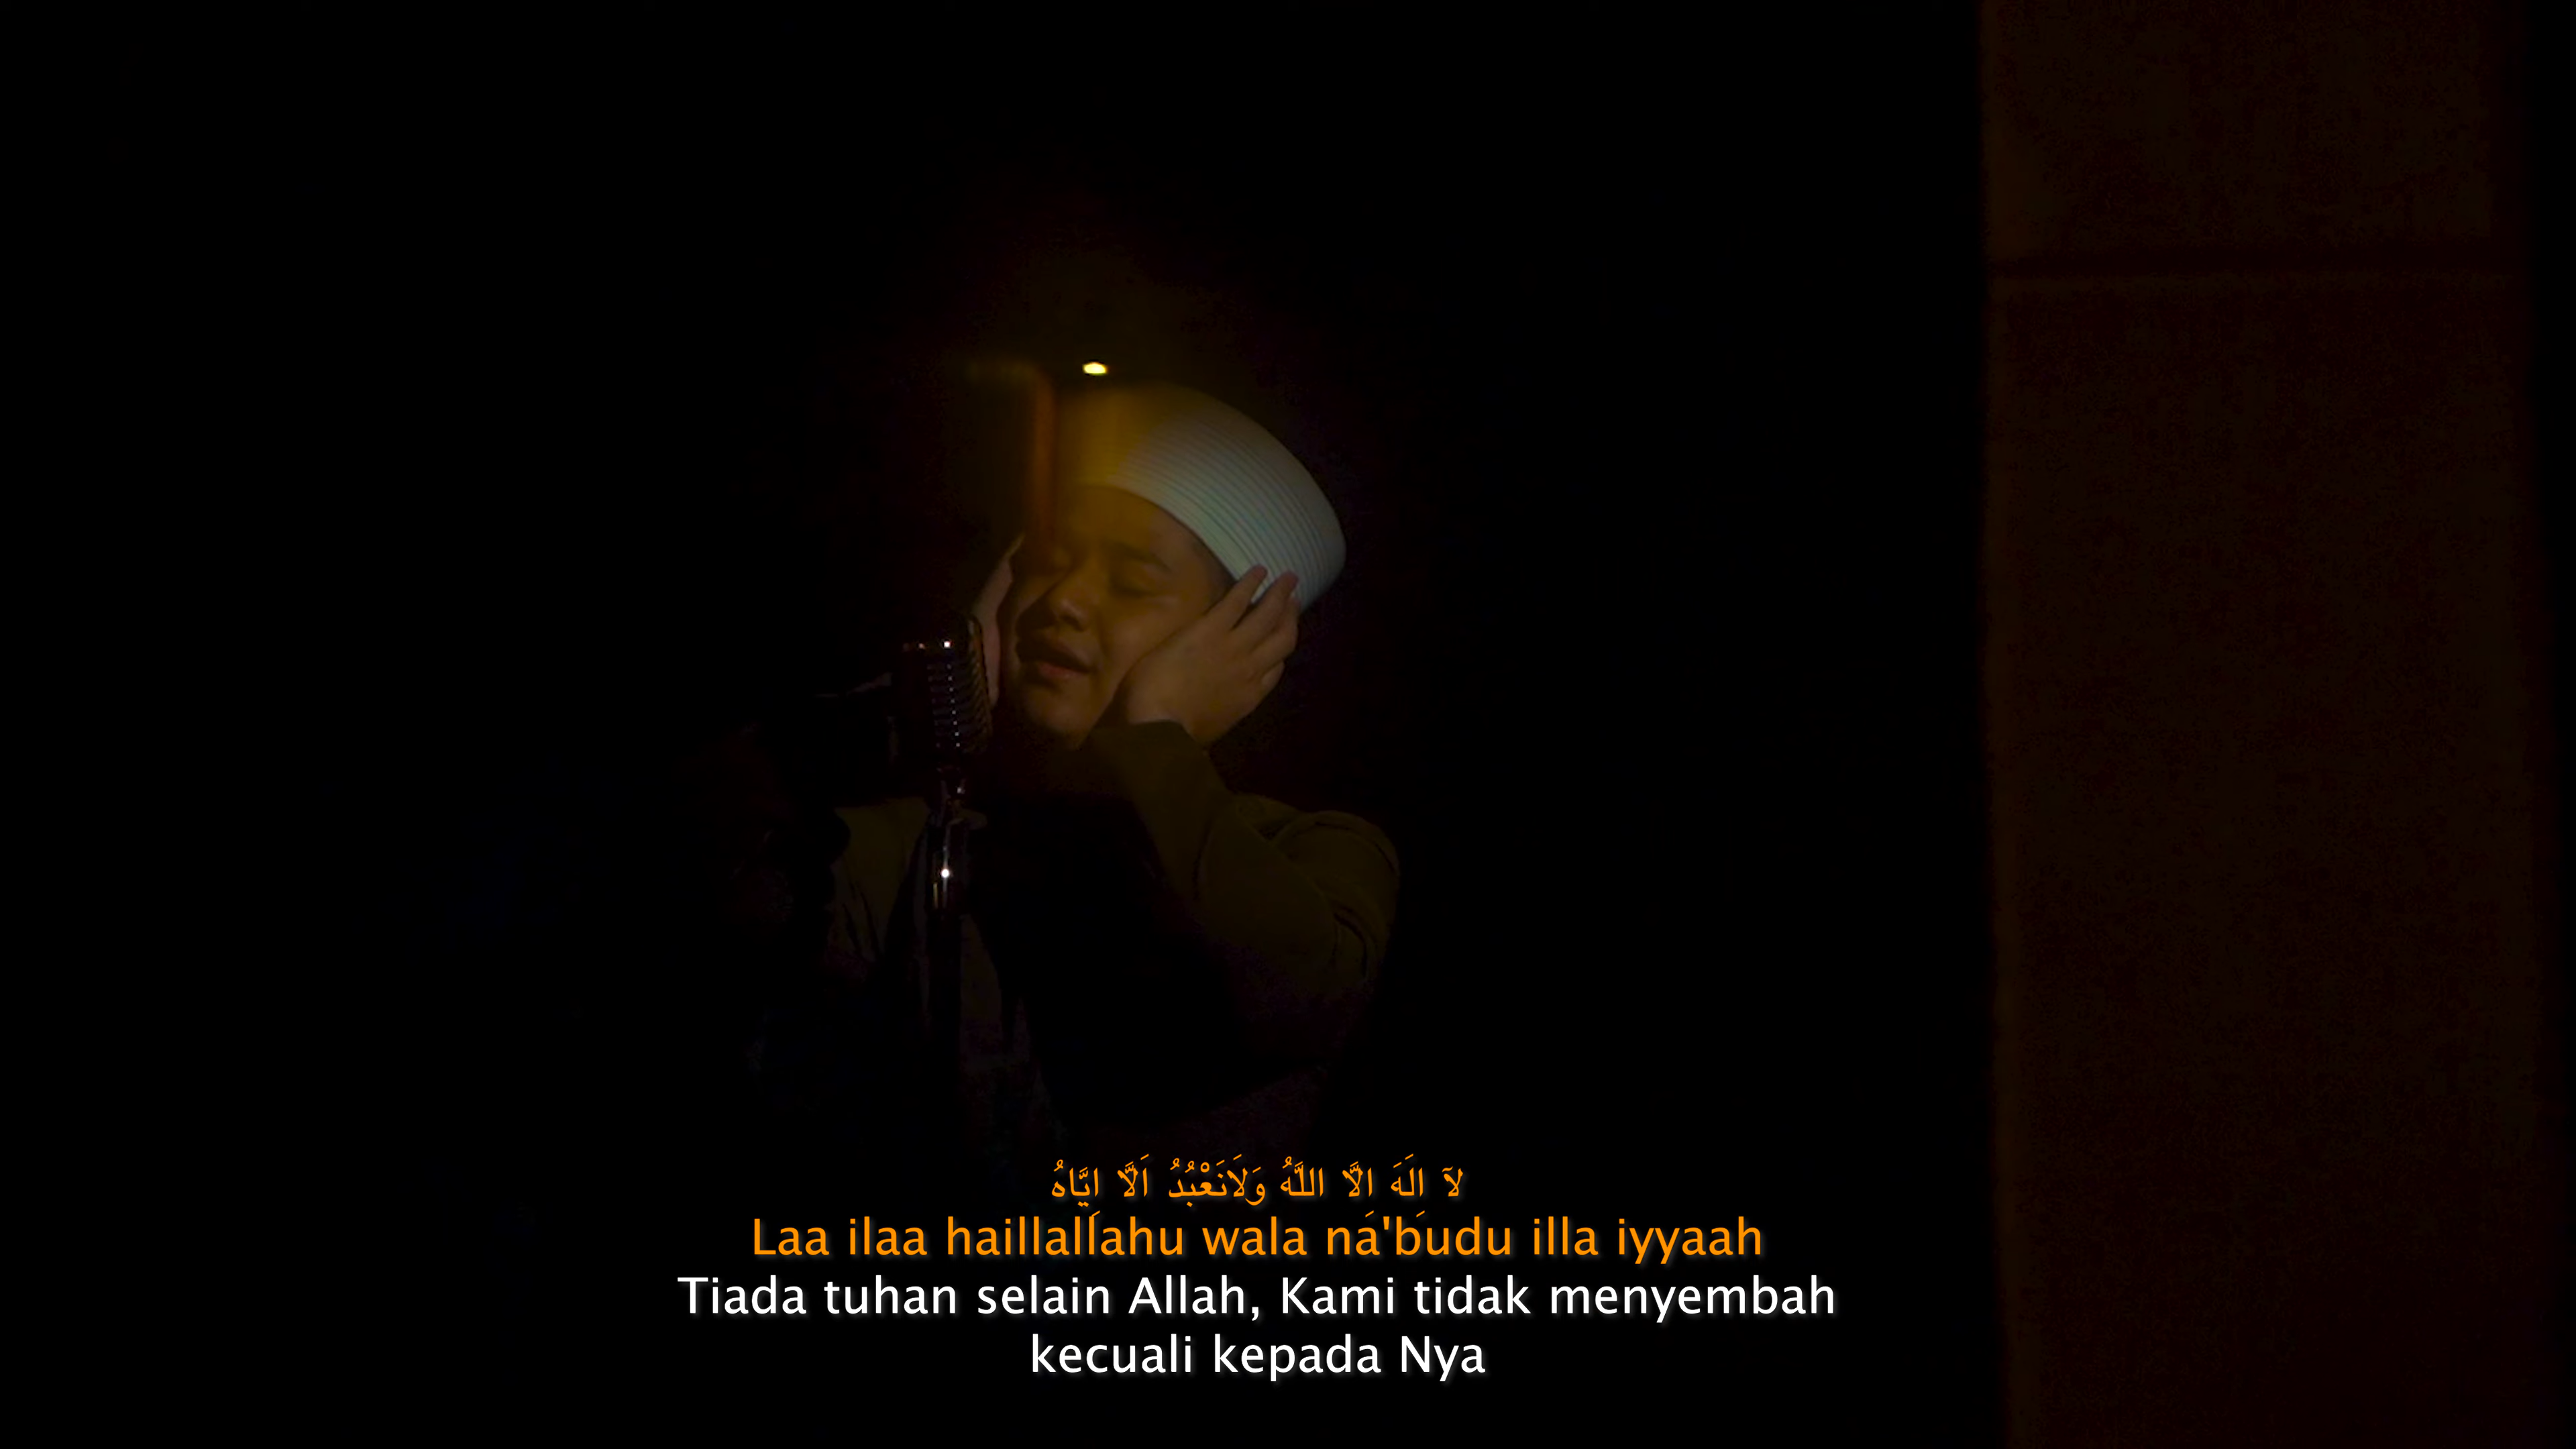 لآ اِلَهَ اِلَّا اللَّهُ وَلَانَعْبُدُ اَلَّا اِيَّاهُ
Laa ilaa haillallahu wala na'budu illa iyyaah
Tiada tuhan selain Allah, Kami tidak menyembah
kecuali kepada Nya